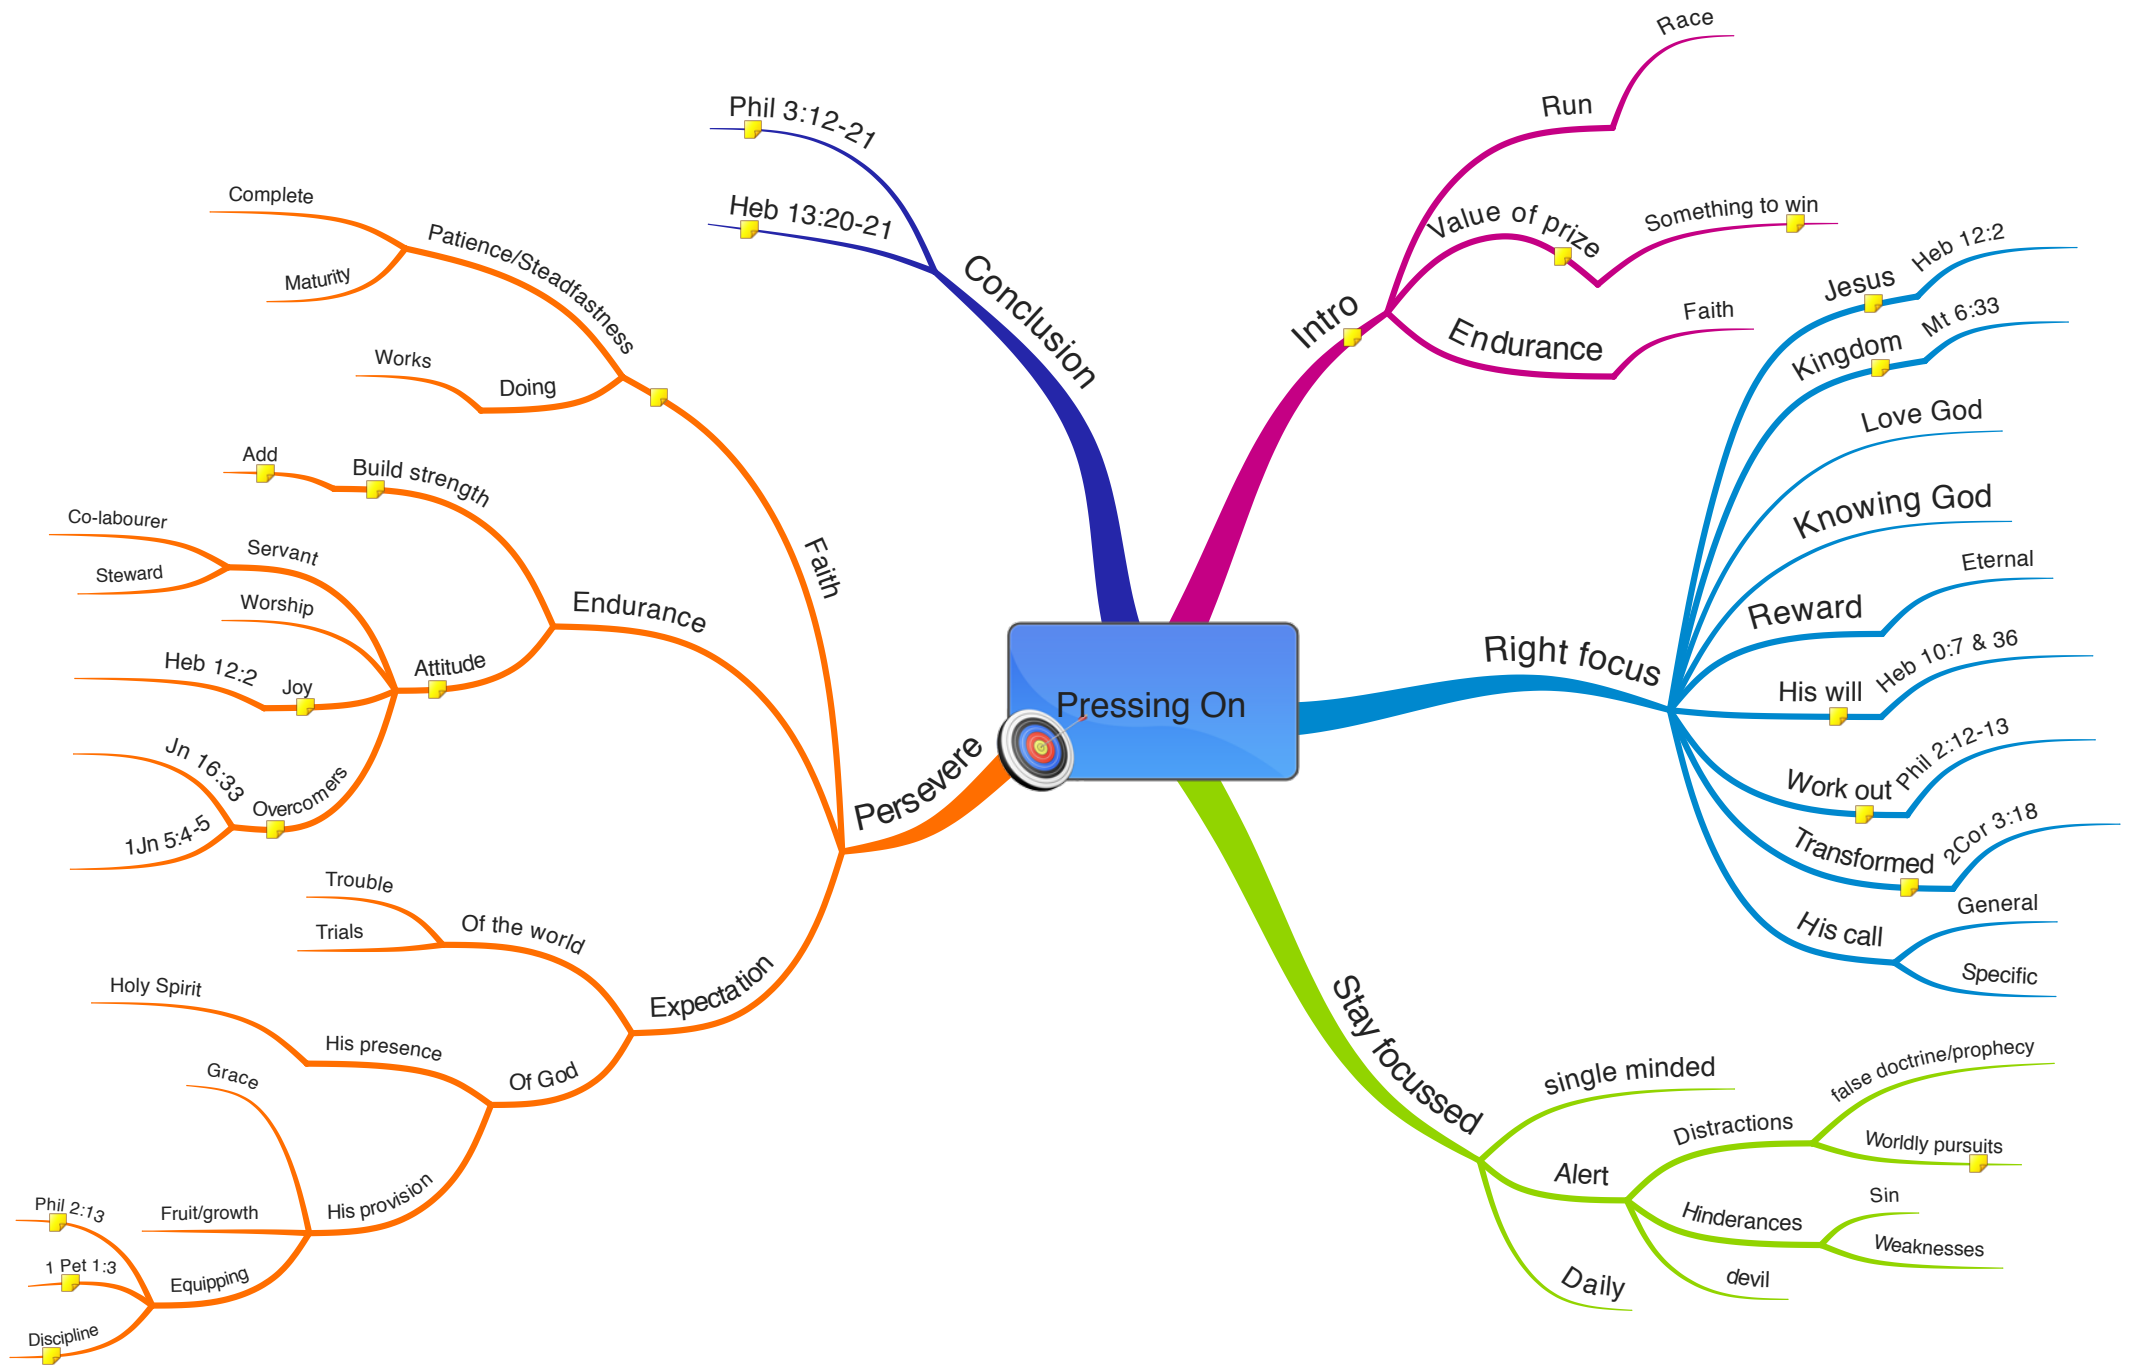 Pressing On
Intro
Run
Race
Value of prize
Something to win
Endurance
Faith
Right focus
Jesus
Heb 12:2
Kingdom
Mt 6:33
Love God
Knowing God
Reward
Eternal
His will
Heb 10:7 & 36
Work out
Phil 2:12-13
Transformed
2Cor 3:18
His call
General
Specific
Stay focussed
single minded
Alert
Distractions
false doctrine/prophecy
Worldly pursuits
Hinderances
Sin
Weaknesses
devil
Daily
Persevere
Faith
Patience/Steadfastness
Complete
Maturity
Doing
Works
Endurance
Build strength
Add
Attitude
Servant
Co-labourer
Steward
Worship
Joy
Heb 12:2
Overcomers
Jn 16:33
1Jn 5:4-5
Expectation
Of the world
Trouble
Trials
Of God
His presence
Holy Spirit
His provision
Grace
Fruit/growth
Equipping
Phil 2:13
1 Pet 1:3
Discipline
Conclusion
Phil 3:12-21
Heb 13:20-21